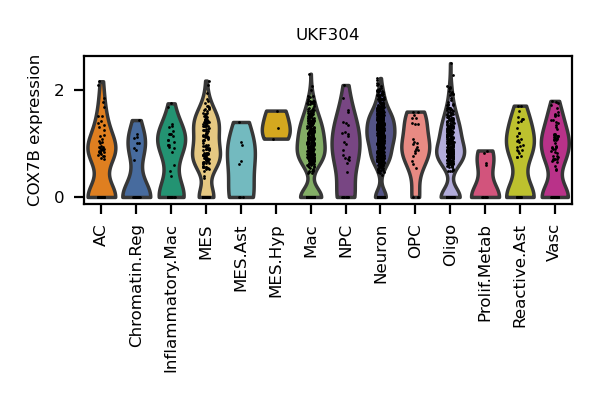 UKF304
COX7B expression
2
0
AC
Chromatin.Reg
Inflammatory.Mac
MES
MES.Ast
MES.Hyp
Mac
NPC
Neuron
OPC
Oligo
Prolif.Metab
Reactive.Ast
Vasc